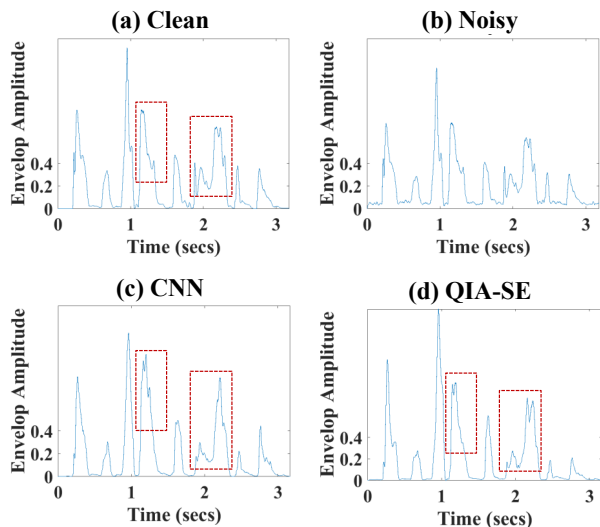 (a) Clean
Envelop Amplitude
0.4
0.2
0
0
1
2
3
Time (secs)
(b) Noisy
Envelop Amplitude
0.4
0.2
0
0
1
2
3
Time (secs)
(c) CNN
Envelop Amplitude
0.4
0.2
0
0
1
2
3
Time (secs)
(d) QIA-SE
Envelop Amplitude
0.4
0.2
0
0
1
2
3
Time (secs)